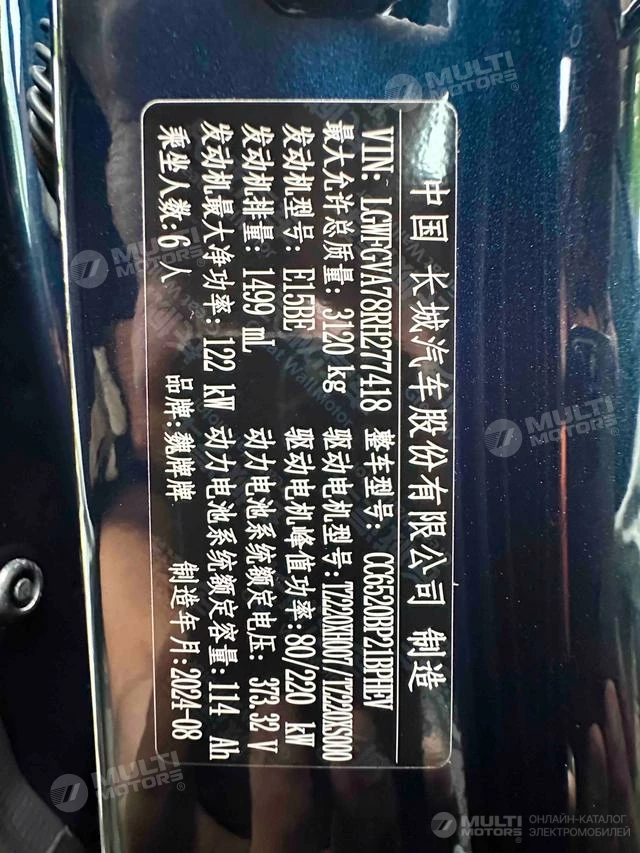 中国 长城汽车股份有限公司 制造
VIN: LGWFGVA78RH277418 整车型号: CC6520BP21BPHEV
最大允许总质量: 3120 kg 驱动电机型号: TZ220XH007/TZ220XS000
发动机型号: E15BE 驱动电机峰值功率: 80/220 kW
发动机排量: 1499 mL 动力电池系统额定电压: 373.32 V
发动机最大净功率: 122 kW 动力电池系统额定容量: 114 Ah
乘坐人数: 6 人 品牌: 魏牌牌 制造年月: 2024-08
MULTI MOTORS®
MULTI MOTORS®
MULTI MOTORS®
MULTI MOTORS®
MULTI MOTORS® ОНЛАЙН-КАТАЛОГ ЭЛЕКТРОМОБИЛЕЙ